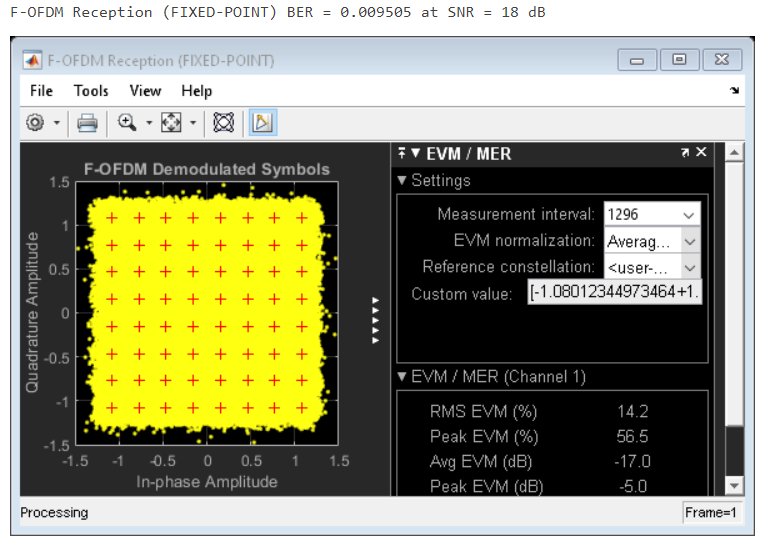 F-OFDM Reception (FIXED-POINT) BER = 0.009505 at SNR = 18 dB
F-OFDM Reception (FIXED-POINT)
File Tools View Help
F-OFDM Demodulated Symbols
1.5
1
0.5
0
-0.5
-1
-1.5
Quadrature Amplitude
-1.5 -1 -0.5 0 0.5 1 1.5
In-phase Amplitude
EVM / MER
Settings
Measurement interval: 1296
EVM normalization: Averag...
Reference constellation: <user-...
Custom value: [-1.08012344973464+1.
EVM / MER (Channel 1)
RMS EVM (%) 14.2
Peak EVM (%) 56.5
Avg EVM (dB) -17.0
Peak EVM (dB) -5.0
Processing Frame=1